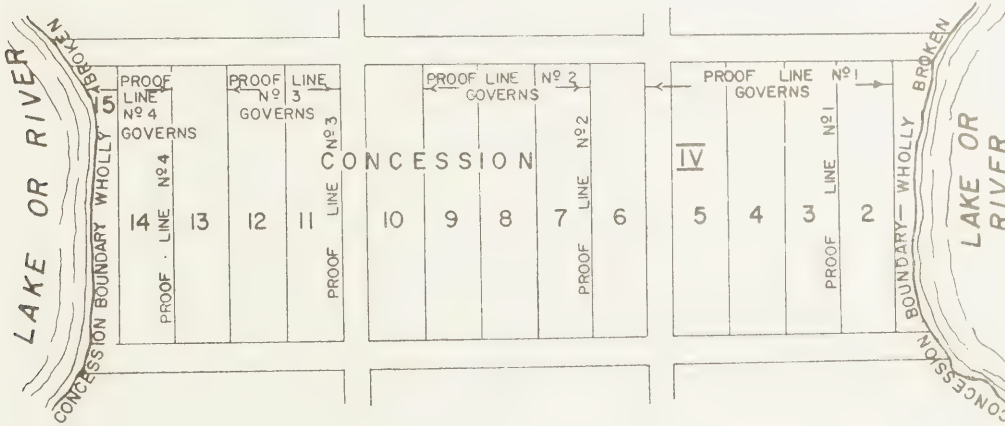 LAKE OR RIVER
CONCESSION BOUNDARY WHOLLY BROKEN
15
PROOF
LINE
Nº 4
GOVERNS
PROOF LINE
Nº 3
GOVERNS
PROOF LINE Nº 2
GOVERNS
PROOF LINE Nº 1
GOVERNS
CONCESSION IV
14
PROOF LINE Nº 4
13
12
11
PROOF LINE Nº 3
10
9
8
7
PROOF LINE Nº 2
6
5
4
3
PROOF LINE Nº 1
2
CONCESSION BOUNDARY— WHOLLY BROKEN
LAKE OR
RIVER